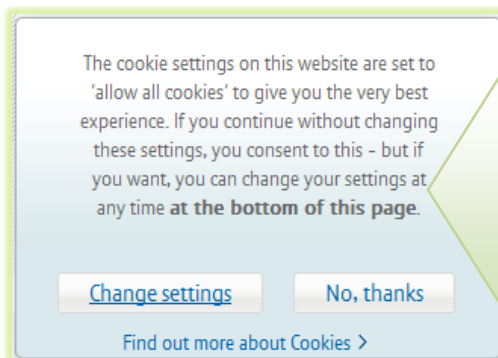 The cookie settings on this website are set to
'allow all cookies' to give you the very best
experience. If you continue without changing
these settings, you consent to this - but if
you want, you can change your settings at
any time at the bottom of this page.
Change settings No, thanks
Find out more about Cookies >